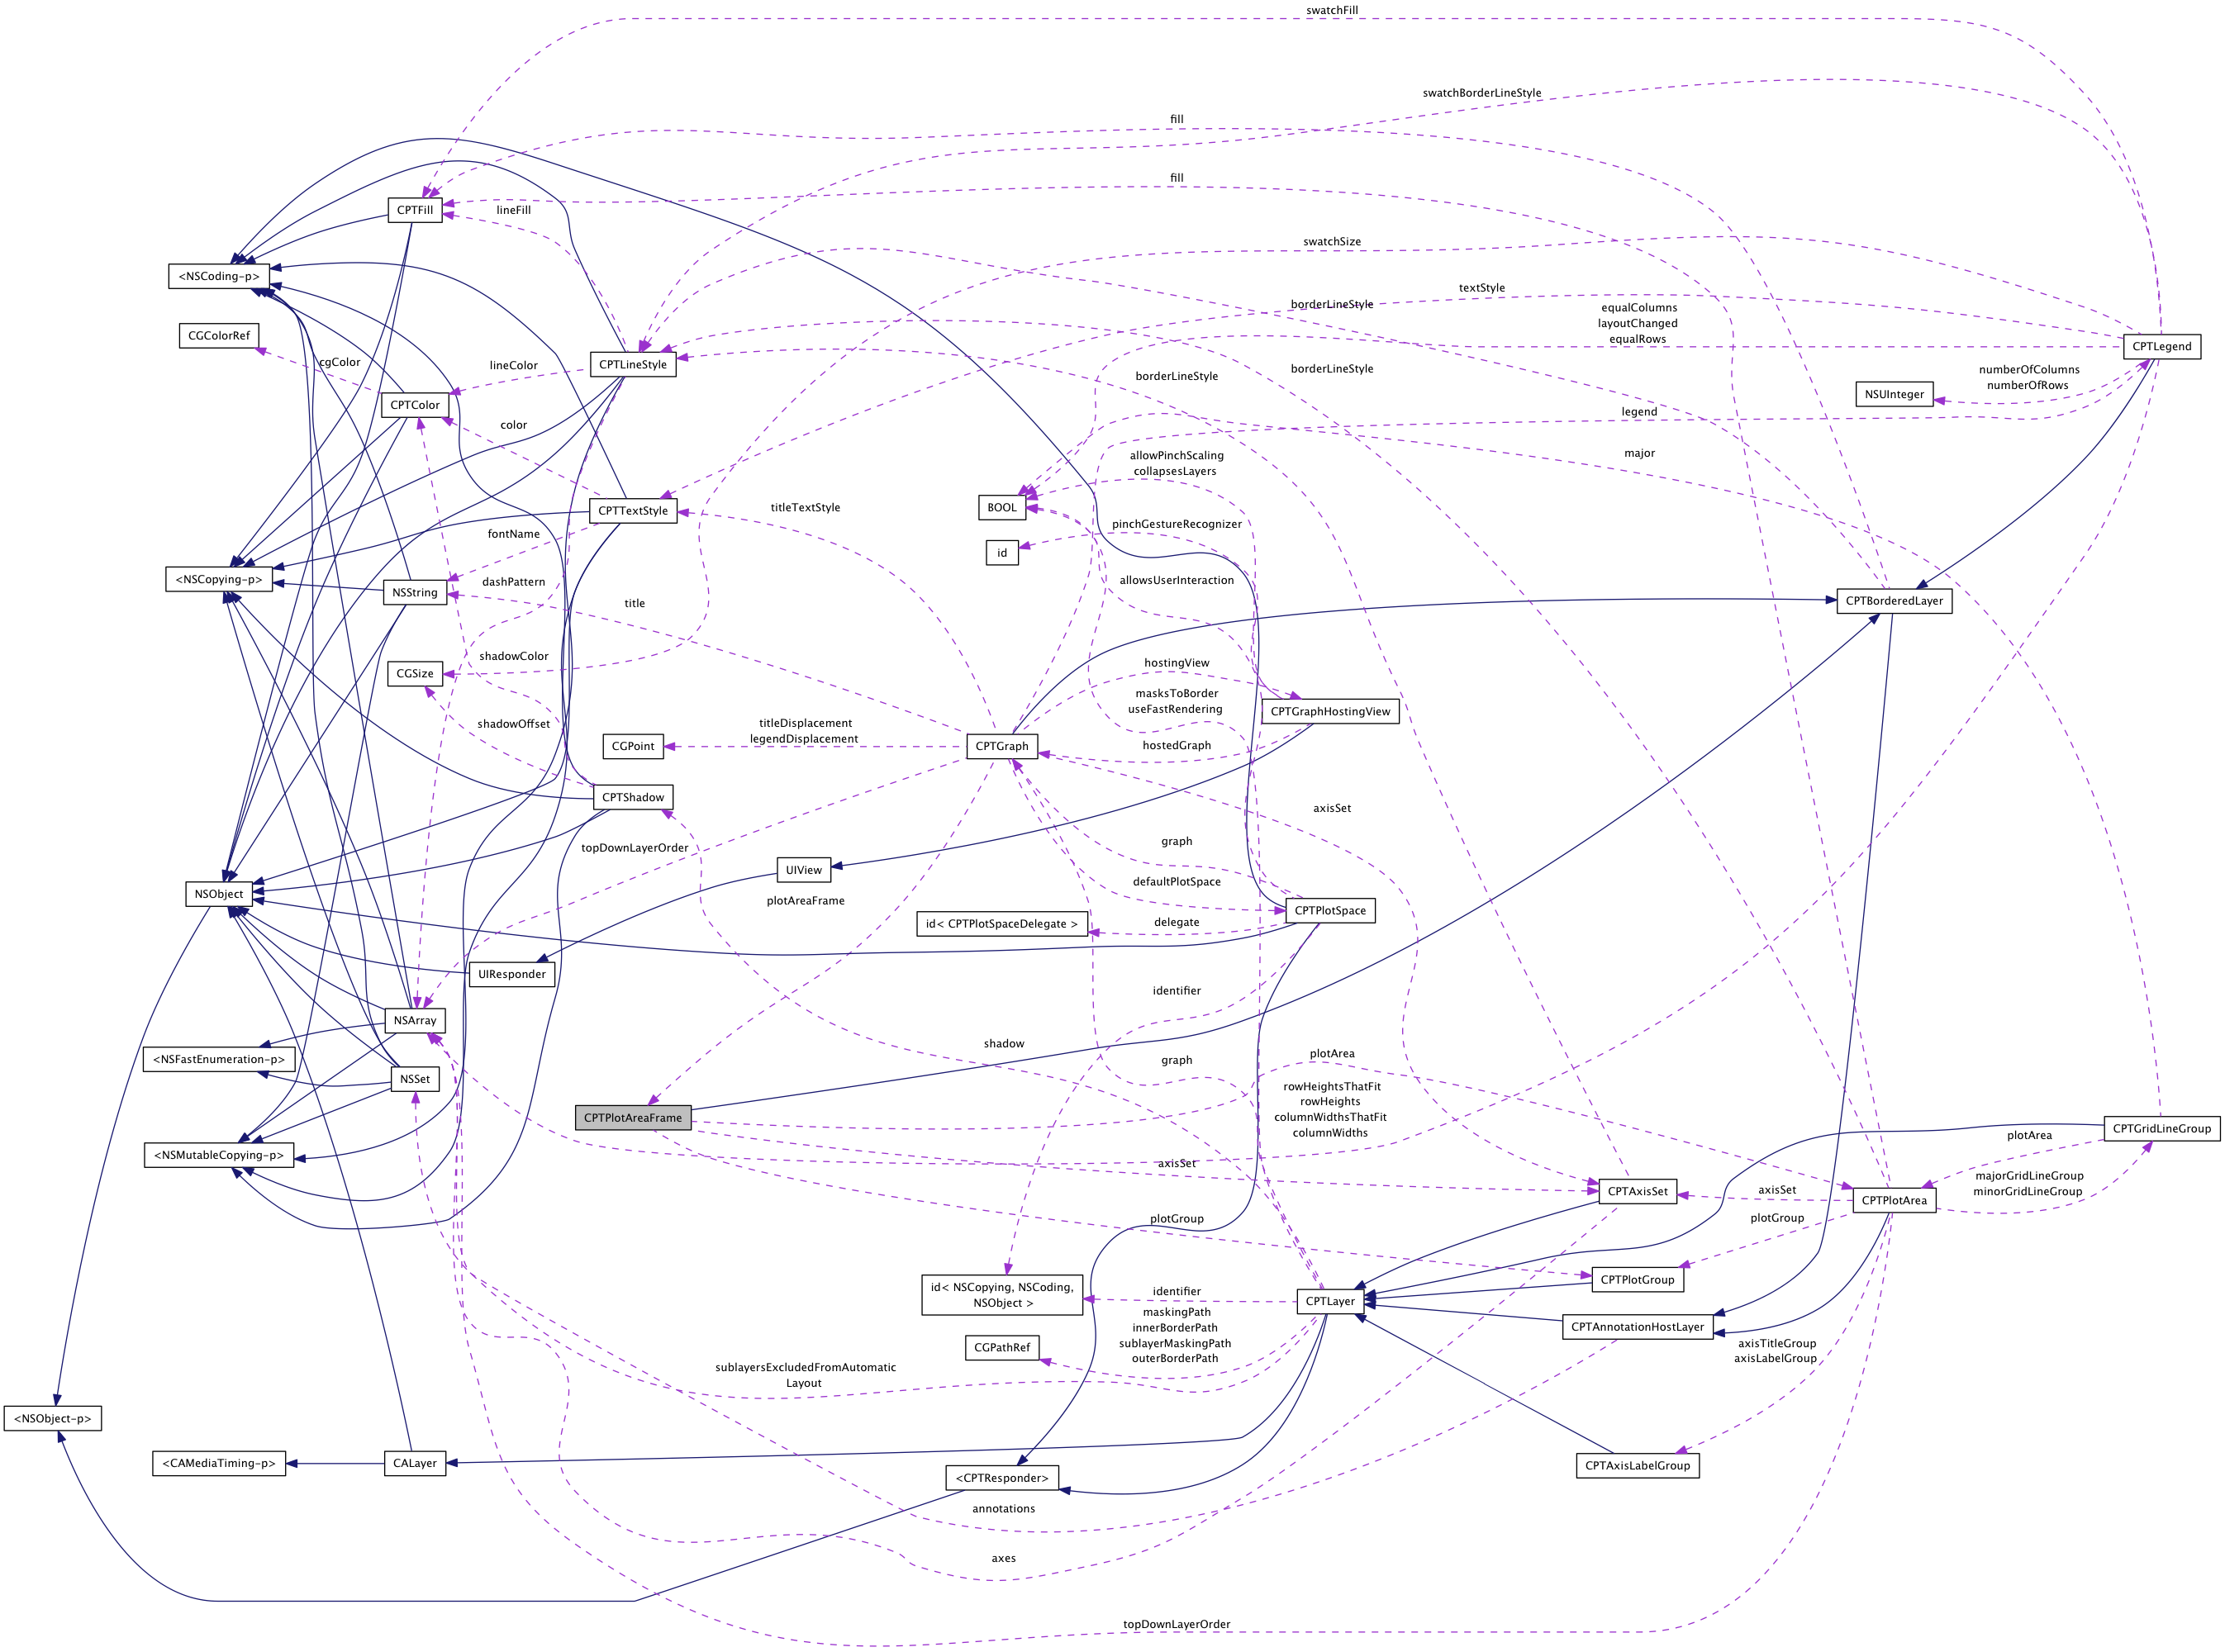 swatchFill
swatchBorderLineStyle
fill
fill
CPTFill
lineFill
swatchSize
<NSCoding-p>
textStyle
borderLineStyle
equalColumns
layoutChanged
equalRows
CGColorRef
cgColor
CPTLegend
CPTLineStyle
lineColor
borderLineStyle
borderLineStyle
numberOfColumns
numberOfRows
NSUInteger
CPTColor
color
legend
allowPinchScaling
collapsesLayers
major
CPTTextStyle
titleTextStyle
BOOL
pinchGestureRecognizer
fontName
id
<NSCopying-p>
dashPattern
allowsUserInteraction
NSString
title
CPTBorderedLayer
shadowColor
CGSize
hostingView
masksToBorder
useFastRendering
CPTGraphHostingView
shadowOffset
titleDisplacement
legendDisplacement
CGPoint
CPTGraph
hostedGraph
CPTShadow
axisSet
topDownLayerOrder
graph
UIView
NSObject
defaultPlotSpace
plotAreaFrame
CPTPlotSpace
id< CPTPlotSpaceDelegate >
delegate
UIResponder
identifier
NSArray
shadow
plotArea
<NSFastEnumeration-p>
graph
NSSet
rowHeightsThatFit
rowHeights
columnWidthsThatFit
columnWidths
CPTPlotAreaFrame
CPTGridLineGroup
plotArea
<NSMutableCopying-p>
axisSet
majorGridLineGroup
minorGridLineGroup
CPTAxisSet
axisSet
CPTPlotArea
plotGroup
plotGroup
CPTPlotGroup
id< NSCopying, NSCoding,
NSObject >
identifier
CPTLayer
maskingPath
innerBorderPath
sublayerMaskingPath
outerBorderPath
CPTAnnotationHostLayer
CGPathRef
axisTitleGroup
axisLabelGroup
sublayersExcludedFromAutomatic
Layout
<NSObject-p>
<CAMediaTiming-p>
CALayer
CPTAxisLabelGroup
<CPTResponder>
annotations
axes
topDownLayerOrder